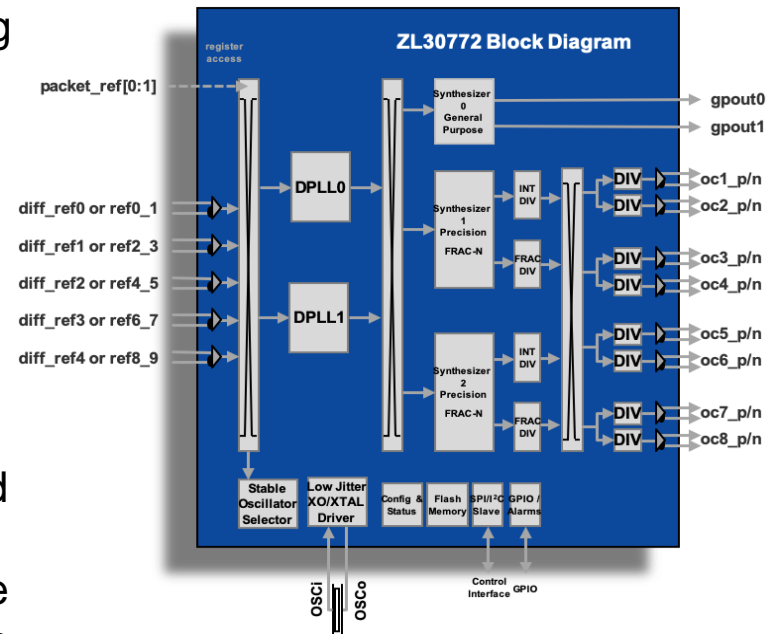 g
ZL30772 Block Diagram
register
access
packet_ref[0:1]
Synthesizer
0
General
Purpose
gpout0
gpout1
DPLL0
Synthesizer
1
Precision
FRAC-N
INT
DIV
FRAC
DIV
DIV
DIV
oc1_p/n
oc2_p/n
diff_ref0 or ref0_1
diff_ref1 or ref2_3
diff_ref2 or ref4_5
diff_ref3 or ref6_7
diff_ref4 or ref8_9
DIV
DIV
oc3_p/n
oc4_p/n
DPLL1
Synthesizer
2
Precision
FRAC-N
INT
DIV
FRAC
DIV
DIV
DIV
oc5_p/n
oc6_p/n
DIV
DIV
oc7_p/n
oc8_p/n
d
Stable
Oscillator
Selector
Low Jitter
XO/XTAL
Driver
Config &
Status
Flash
Memory
SPI/I²C
Slave
GPIO /
Alarms
e
OSCi
OSCo
Control
Interface
GPIO